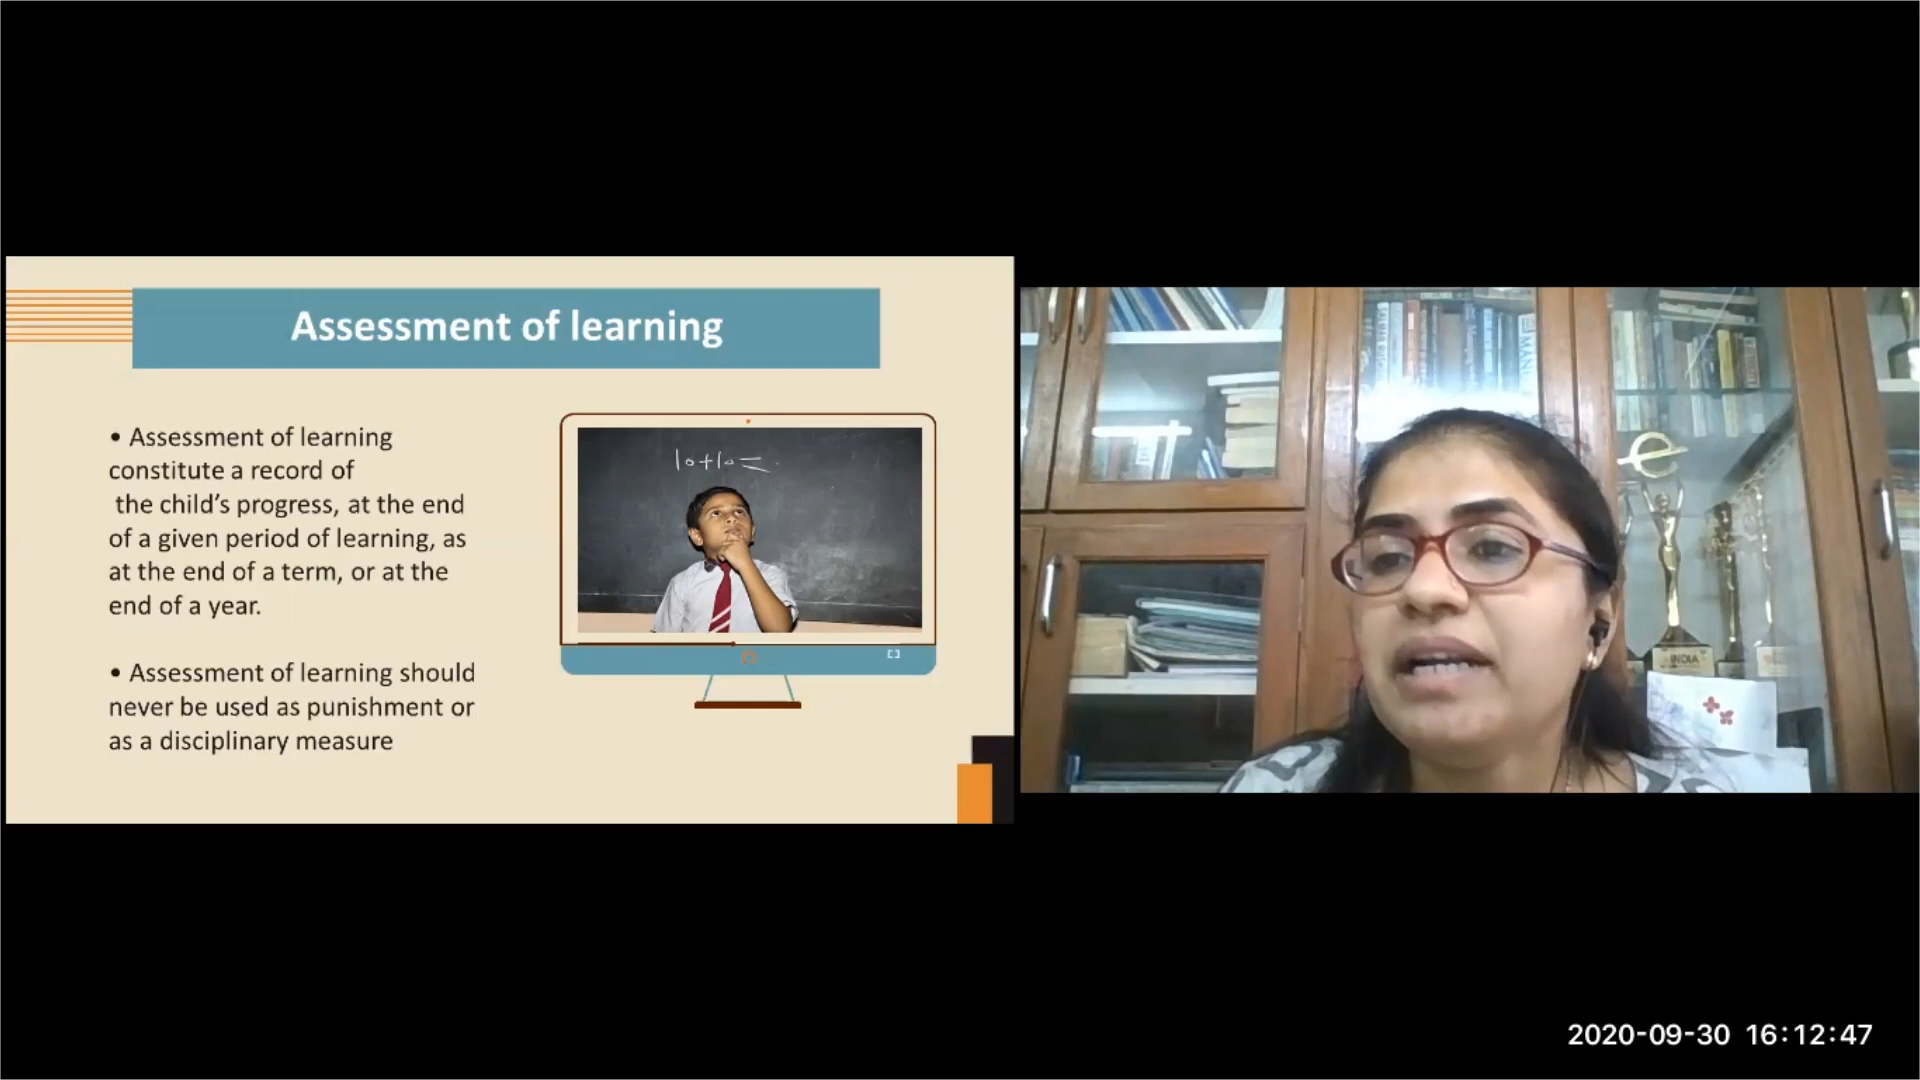 Assessment of learning
• Assessment of learning
constitute a record of
the child's progress, at the end
of a given period of learning, as
at the end of a term, or at the
end of a year.
• Assessment of learning should
never be used as punishment or
as a disciplinary measure
10+10=
INDIA
2020-09-30 16:12:47